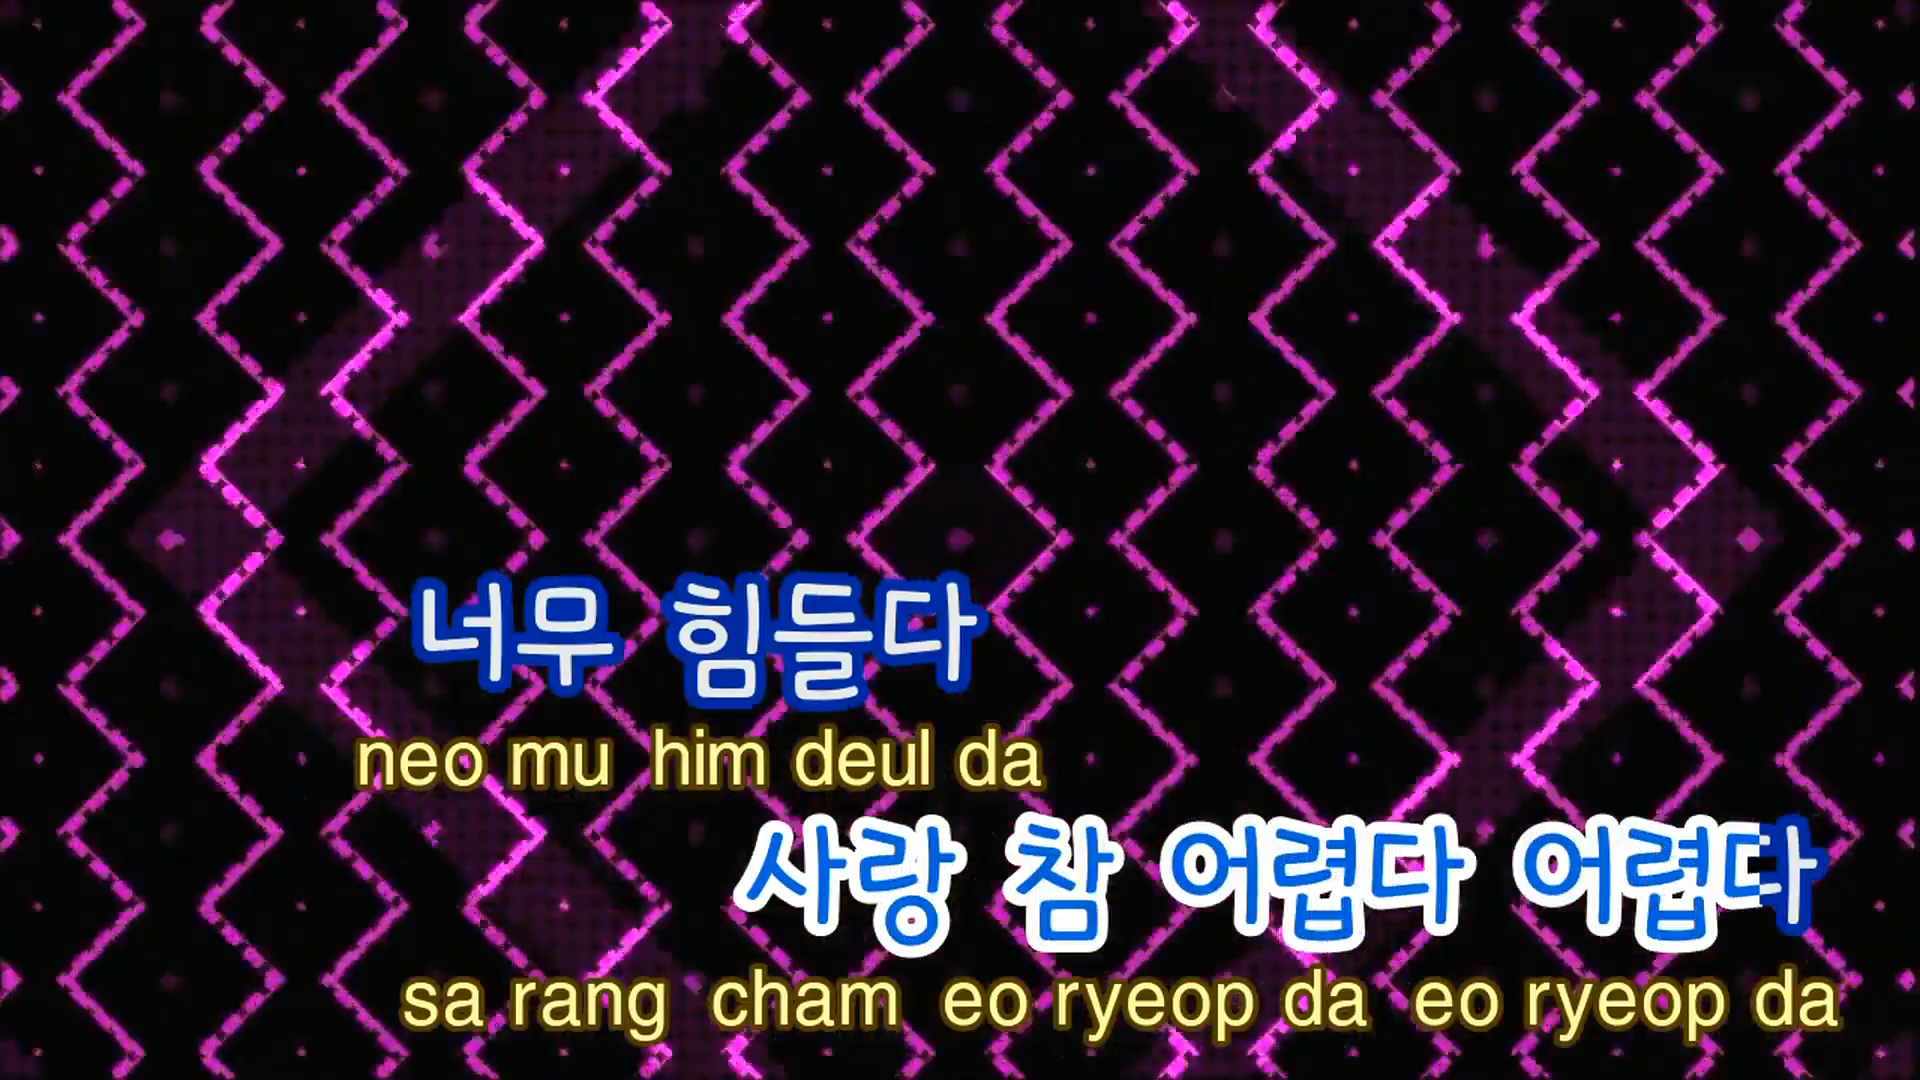 너무 힘들다
neo mu him deul da
사랑 참 어렵다 어렵다
sa rang cham eo ryeop da eo ryeop da